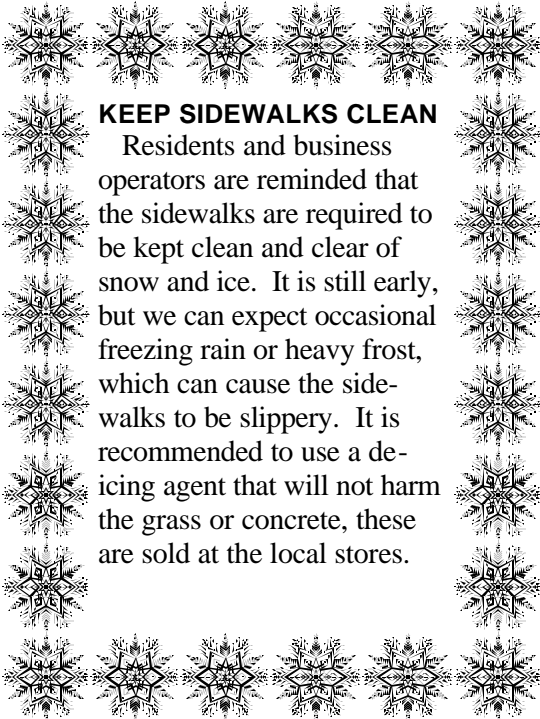 KEEP SIDEWALKS CLEAN
Residents and business
operators are reminded that
the sidewalks are required to
be kept clean and clear of
snow and ice.  It is still early,
but we can expect occasional
freezing rain or heavy frost,
which can cause the side-
walks to be slippery.  It is
recommended to use a de-
icing agent that will not harm
the grass or concrete, these
are sold at the local stores.